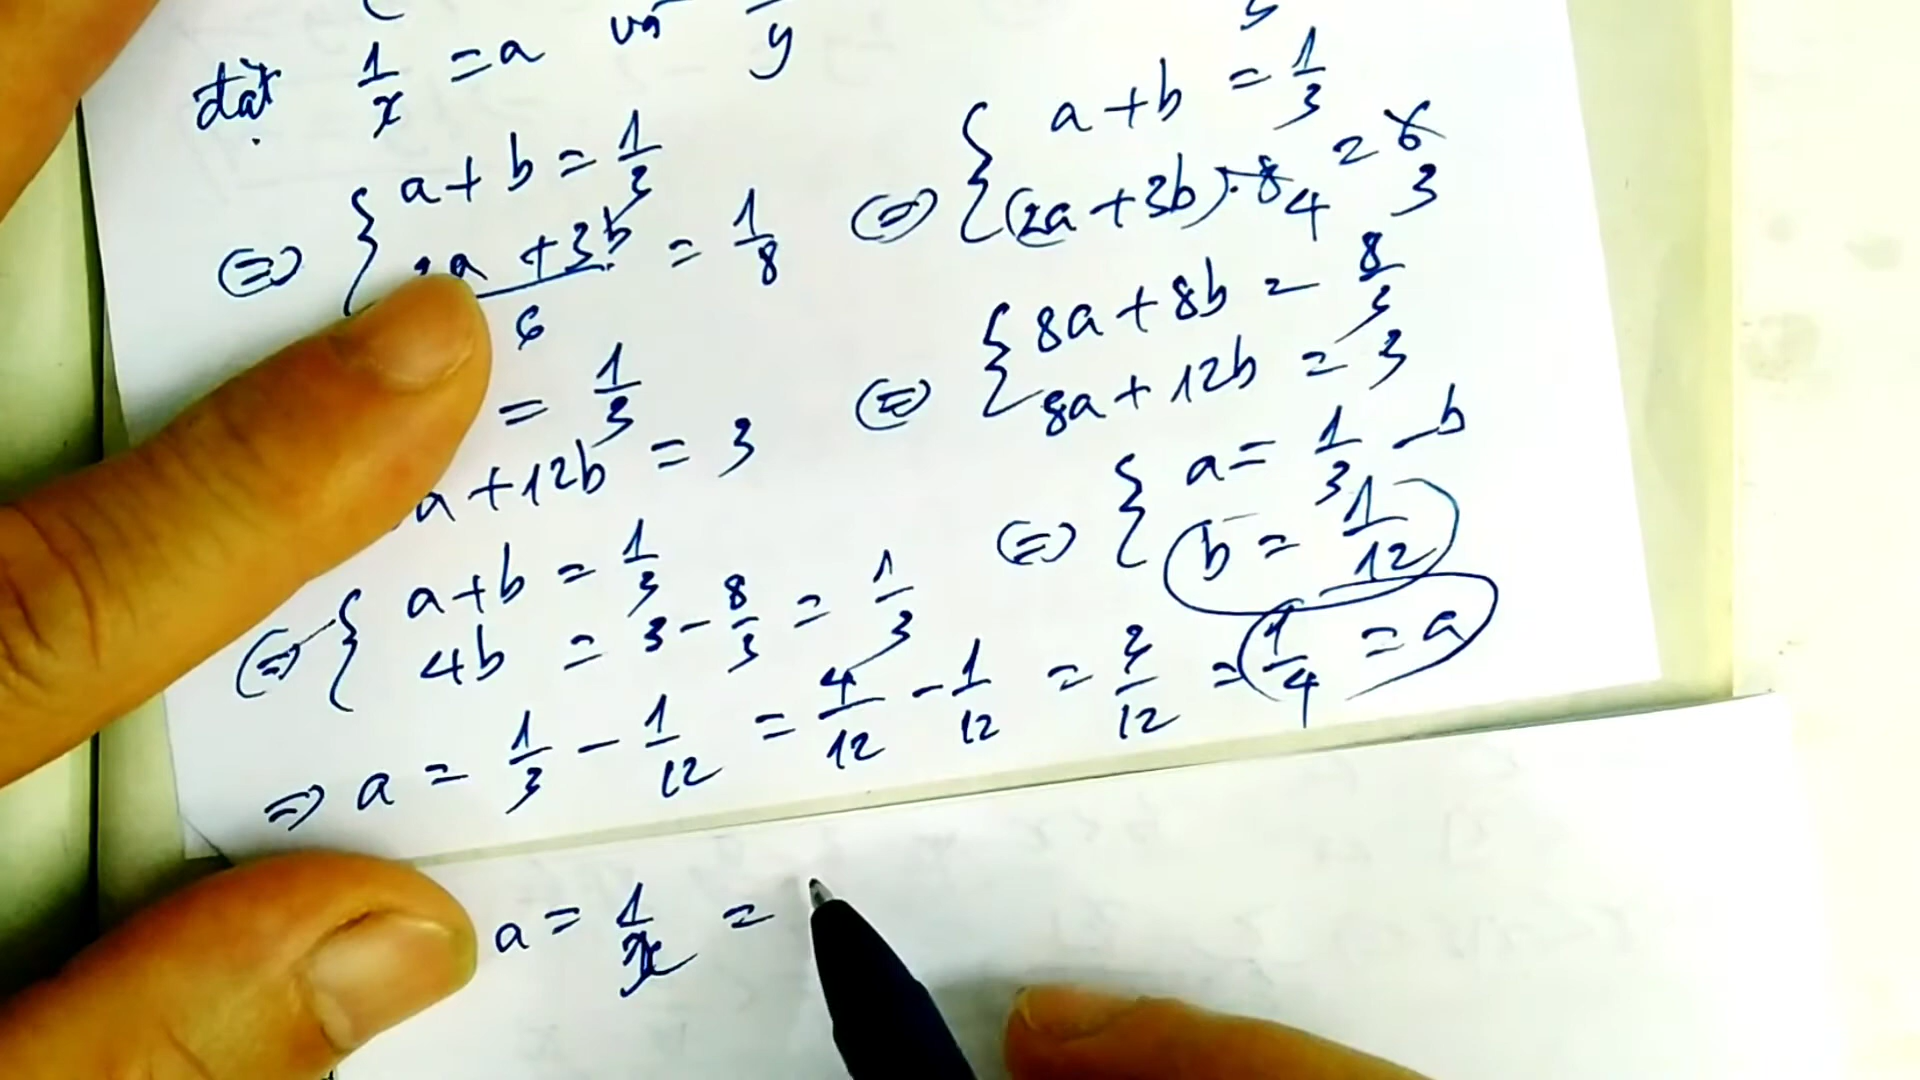 đặt 1/x = a và /y
⇔ { a + b = 1/3
a + 3b / 6 = 1/8
= 1/3
a + 12b = 3
⇔ { a + b = 1/3
4b = 3 - 8/3 = 1/3
⇔ { a + b = 1/3
(2a + 3b).8 4 = 6 3
⇔ { 8a + 8b = 8/3
8a + 12b = 3
⇔ { a = 1/3 - b
b = 1/12
⇒ a = 1/3 - 1/12 = 4/12 - 1/12 = 3/12 = 1/4 = a
a = 1/x =